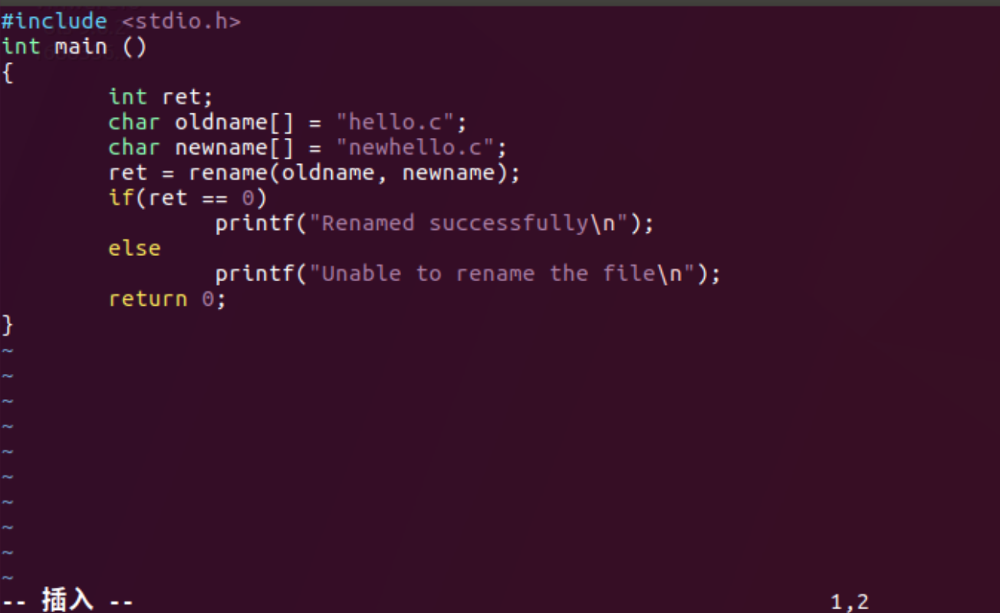 #include <stdio.h>
int main ()
{
        int ret;
        char oldname[] = "hello.c";
        char newname[] = "newhello.c";
        ret = rename(oldname, newname);
        if(ret == 0)
                printf("Renamed successfully\n");
        else
                printf("Unable to rename the file\n");
        return 0;
}
~
~
~
~
~
~
~
~
~
~
-- 插入 --                                                     1,2